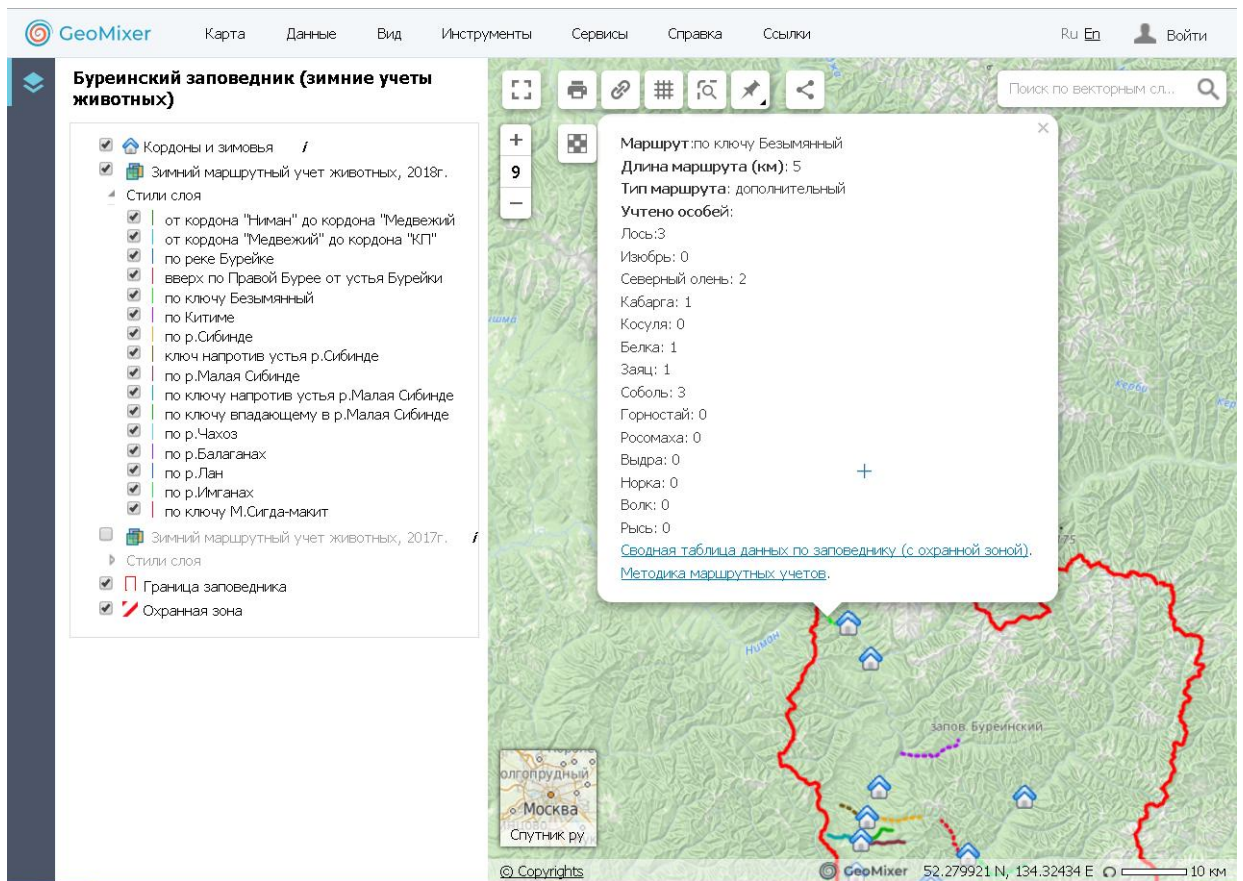 GeoMixer Карта Данные Вид Инструменты Сервисы Справка Ссылки Ru En Войти
Буреинский заповедник (зимние учеты
животных)
Кордоны и зимовья i
Зимний маршрутный учет животных, 2018г.
Стили слоя
от кордона "Ниман" до кордона "Медвежий
от кордона "Медвежий" до кордона "КП"
по реке Бурейке
вверх по Правой Бурее от устья Бурейки
по ключу Безымянный
по Китиме
по р.Сибинде
ключ напротив устья р.Сибинде
по р.Малая Сибинде
по ключу напротив устья р.Малая Сибинде
по ключу впадающему в р.Малая Сибинде
по р.Чахоз
по р.Балаганах
по р.Лан
по р.Имганах
по ключу М.Сигда-макит
Зимний маршрутный учет животных, 2017г. i
Стили слоя
Граница заповедника
Охранная зона
Поиск по векторным сл...
+
9
−
Маршрут:по ключу Безымянный
Длина маршрута (км): 5
Тип маршрута: дополнительный
Учтено особей:
Лось:3
Изюбрь: 0
Северный олень: 2
Кабарга: 1
Косуля: 0
Белка: 1
Заяц: 1
Соболь: 3
Горностай: 0
Росомаха: 0
Выдра: 0
Норка: 0
Волк: 0
Рысь: 0
Сводная таблица данных по заповеднику (с охранной зоной).
Методика маршрутных учетов.
Керби
Ниман
запов. Буреинский
олгопрудный
Москва
Спутник ру
© Copyrights GeoMixer 52.279921 N, 134.32434 E 10 км